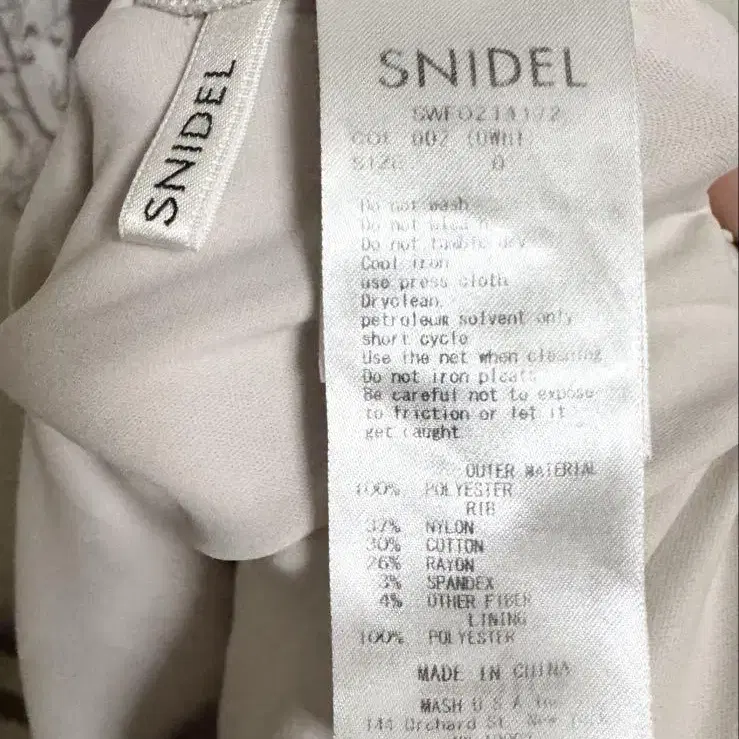 SNIDEL
SNIDEL
COL 002
SIZE 0
Do not wash
Do not
Do not tumble dry
Cool iron
use press cloth
Dryclean,
petroleum solvent only
short cycle
Use the net when cleaning
Do not iron pleats
Be careful not to expose
to friction or let it
get caught
OUTER MATERIAL
100% POLYESTER
RIB
37% NYLON
30% COTTON
26% RAYON
3% SPANDEX
4% OTHER FIBER
LINING
100% POLYESTER
MADE IN CHINA
MASH U S A Inc
144 Orchard St. New York